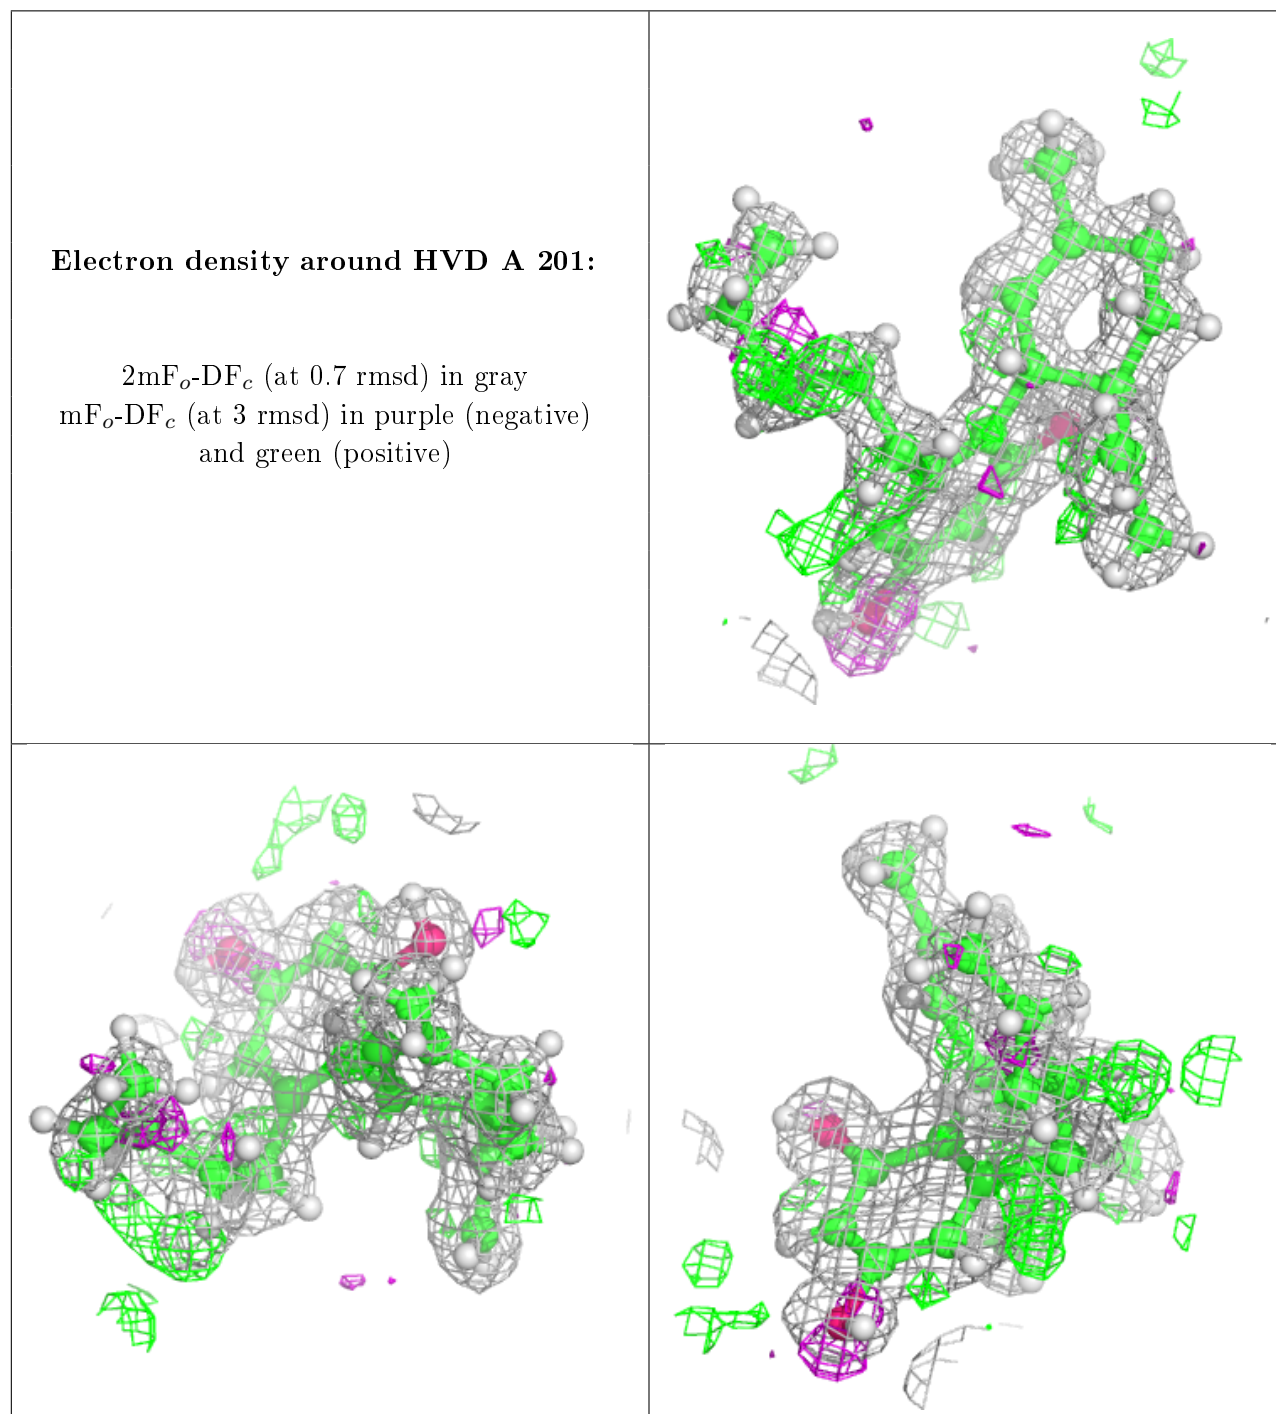 Electron density around HVD A 201:
2mFo-DFc (at 0.7 rmsd) in gray
mFo-DFc (at 3 rmsd) in purple (negative)
and green (positive)